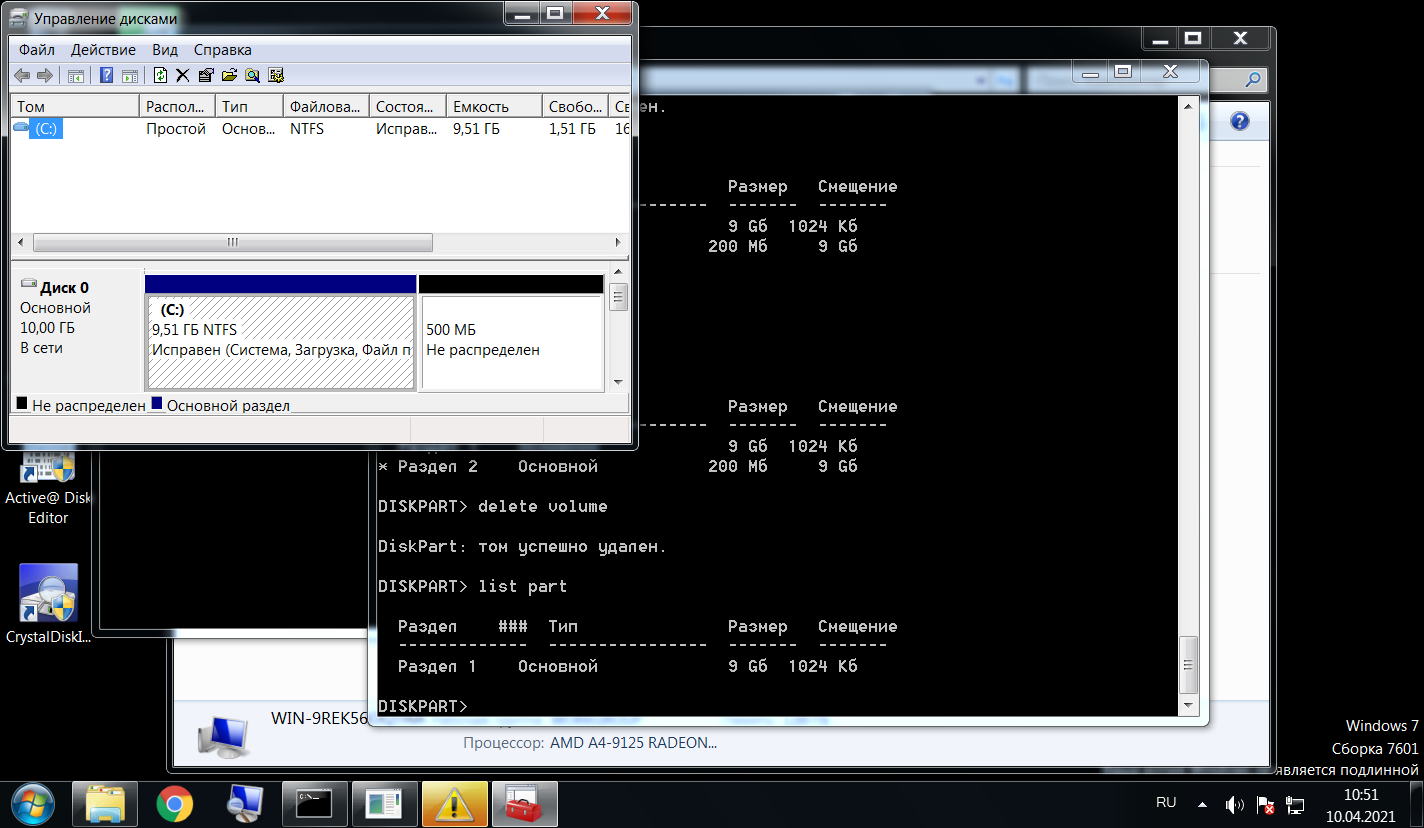 Управление дисками
Файл Действие Вид Справка
Том Распол... Тип Файлова... Состоя... Емкость Свобо... Св
(C:) Простой Основ... NTFS Исправ... 9,51 ГБ 1,51 ГБ 16
Диск 0
Основной
10,00 ГБ
В сети
(C:)
9,51 ГБ NTFS
Исправен (Система, Загрузка, Файл п
500 МБ
Не распределен
Не распределен Основной раздел
ен.
Размер Смещение
------- -------
9 Gб 1024 Кб
200 Мб 9 Gб
Размер Смещение
------- -------
9 Gб 1024 Кб
* Раздел 2 Основной 200 Мб 9 Gб
DISKPART> delete volume
DiskPart: том успешно удален.
DISKPART> list part
Раздел ### Тип Размер Смещение
------------- ---------------- ------- -------
Раздел 1 Основной 9 Gб 1024 Кб
DISKPART>
Active@ Disk
Editor
CrystalDiskI...
WIN-9REK56
Процессор: AMD A4-9125 RADEON...
Windows 7
Сборка 7601
является подлинной
RU
10:51
10.04.2021